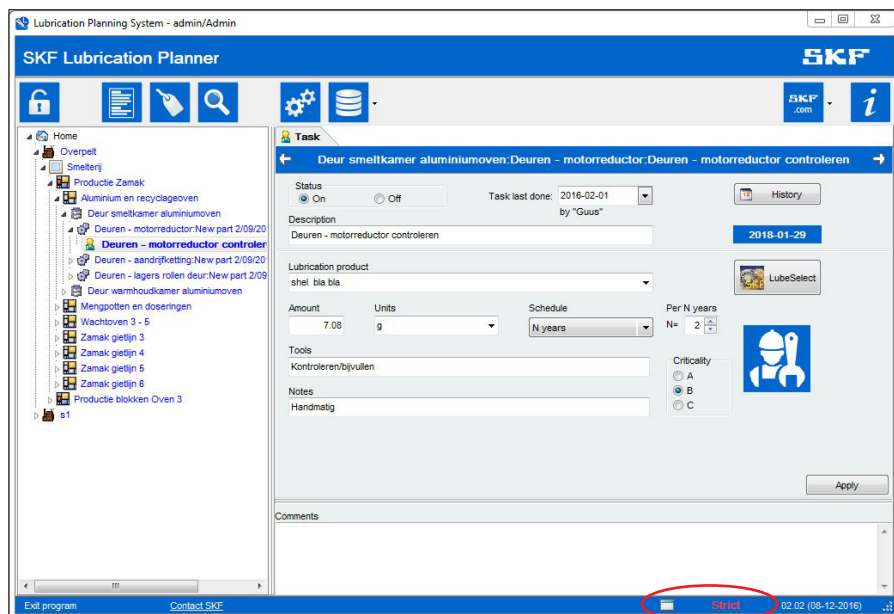 Lubrication Planning System - admin/Admin
SKF Lubrication Planner
SKF
SKF
.com
i
Home
Overpelt
Smelterij
Productie Zamak
Aluminium en recyclageoven
Deur smeltkamer aluminiumoven
Deuren - motorreductor:New part 2/09/20
Deuren - motorreductor controler
Deuren - aandrijfketting:New part 2/09/20
Deuren - lagers rollen deur:New part 2/09
Deur warmhoudkamer aluminiumoven
Mengpotten en doseringen
Wachtoven 3 - 5
Zamak gietlijn 3
Zamak gietlijn 4
Zamak gietlijn 5
Zamak gietlijn 6
Productie blokken Oven 3
s1
Task
Deur smeltkamer aluminiumoven:Deuren - motorreductor:Deuren - motorreductor controleren
Status
On Off
Task last done: 2016-02-01
by "Guus"
History
Description
Deuren - motorreductor controleren
2018-01-29
Lubrication product
shel bla bla
LubeSelect
Amount Units Schedule Per N years
7.08 g N years N= 2
Tools
Kontroleren/bijvullen
Criticality
A
B
C
Notes
Handmatig
Apply
Comments
Exit program Contact SKF Strict 02.02 (08-12-2016)